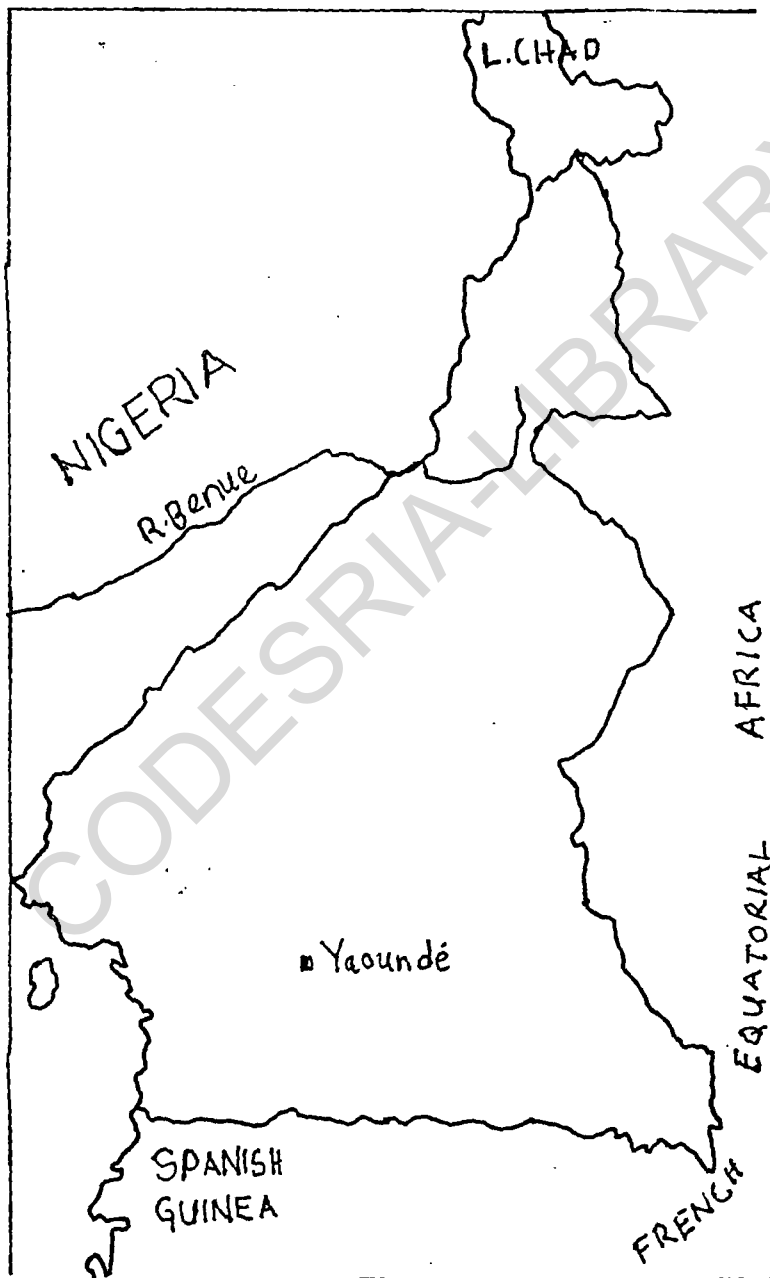 L.CHAD
NIGERIA
R.Benue
Yaoundé
SPANISH
GUINEA
FRENCH EQUATORIAL AFRICA
CODESRIA-LIBRARY